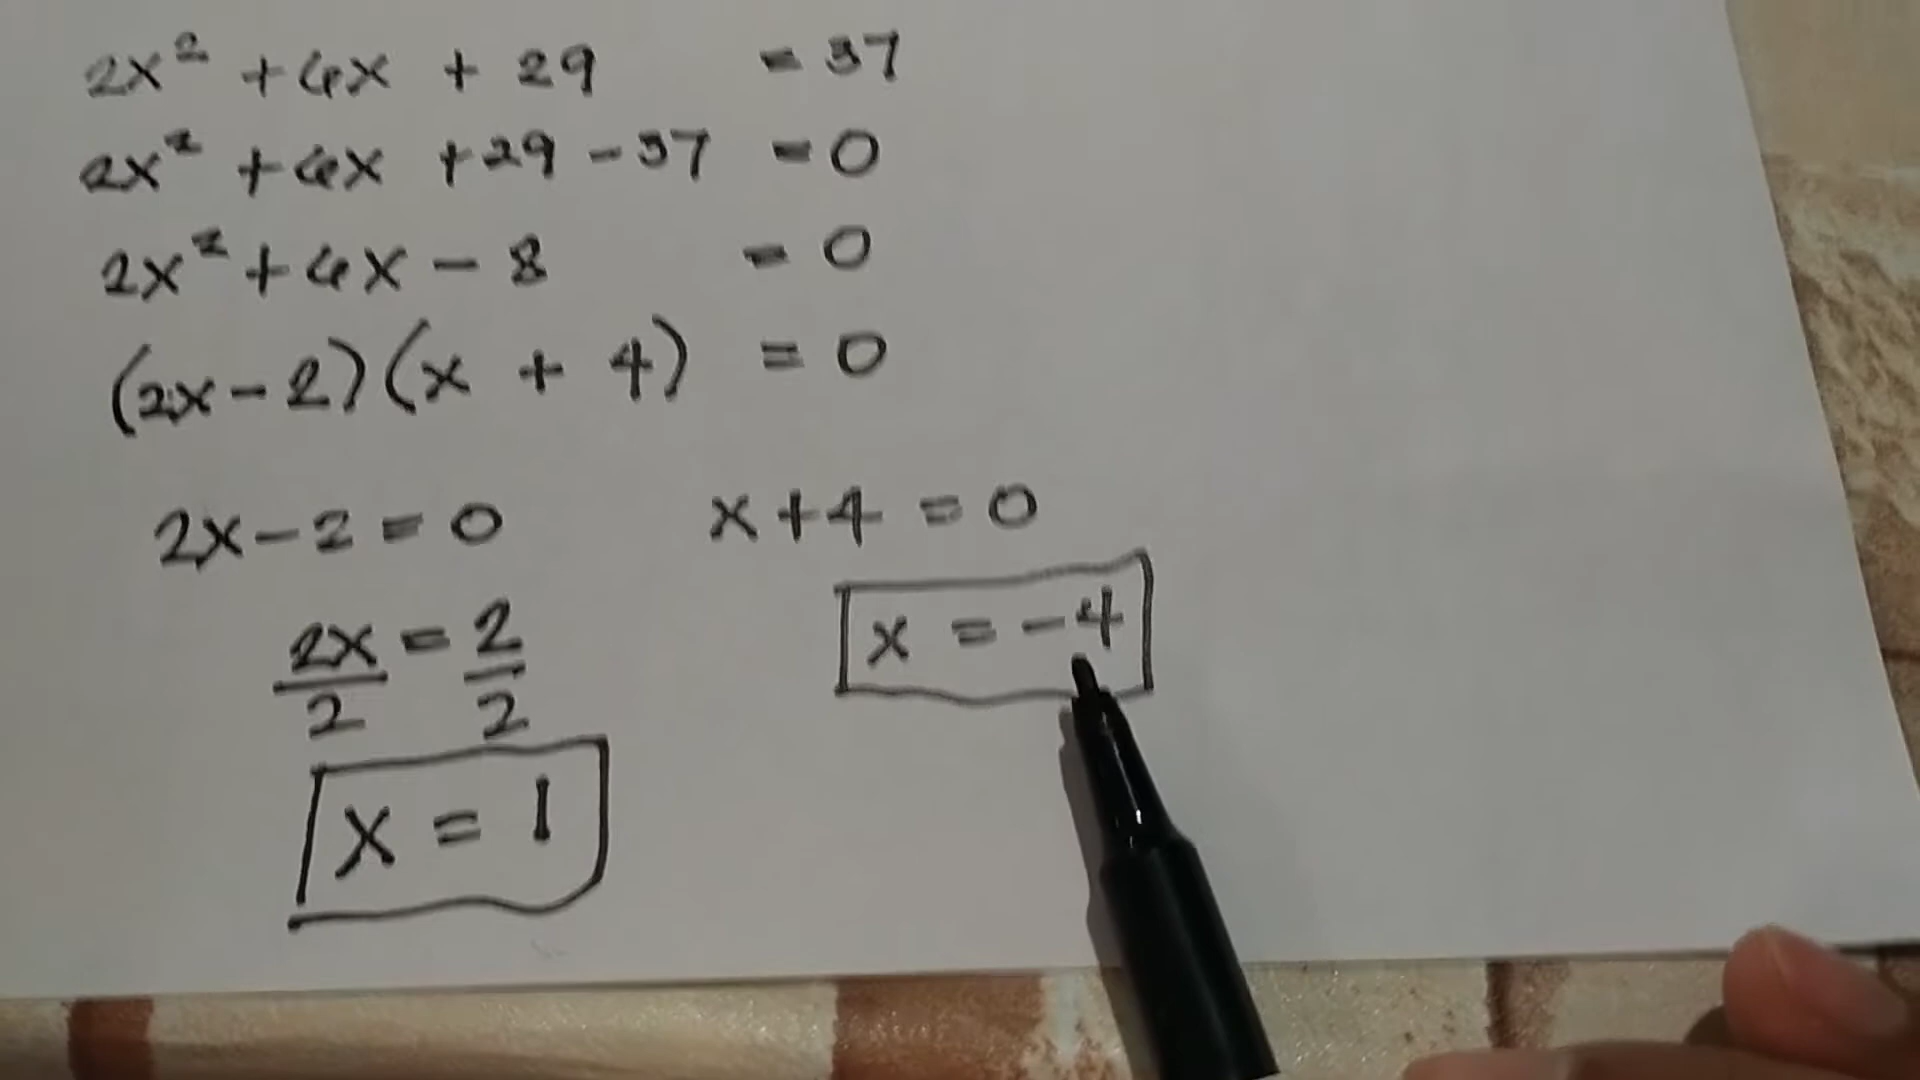 2x² + 6x + 29 = 37
2x² + 6x + 29 - 37 = 0
2x² + 6x - 8 = 0
(2x - 2)(x + 4) = 0
2x - 2 = 0 x + 4 = 0
2x/2 = 2/2 x = -4
x = 1